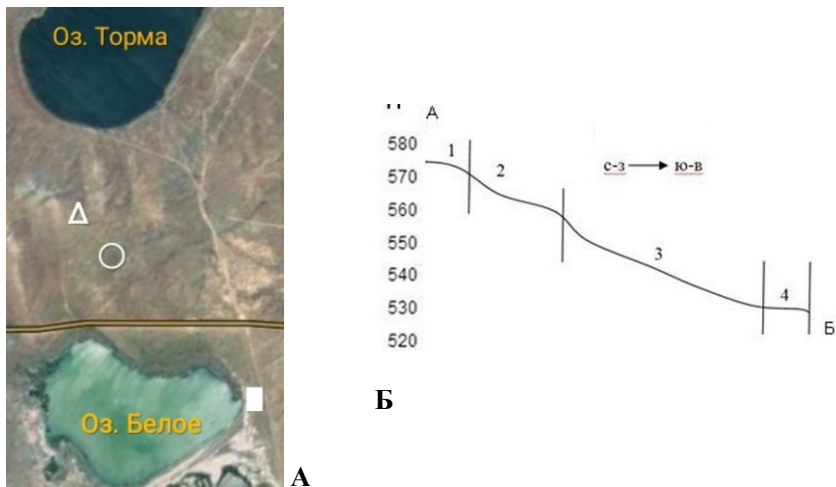 Оз. Торма
Оз. Белое
А
А
580
570
560
550
540
530
520
1
2
3
4
с-з
ю-в
Б
Б